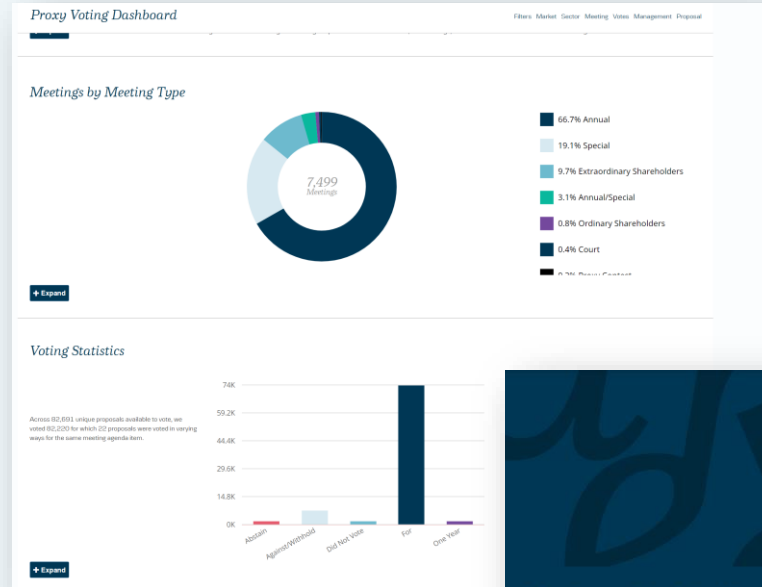 Proxy Voting Dashboard
Filters Market Sector Meeting Votes Management Proposal
Meetings by Meeting Type
7,499
Meetings
66.7% Annual
19.1% Special
9.7% Extraordinary Shareholders
3.1% Annual/Special
0.8% Ordinary Shareholders
0.4% Court
+ Expand
Voting Statistics
Across 82,691 unique proposals available to vote, we
voted 82,220 for which 22 proposals were voted in varying
ways for the same meeting agenda item.
74K
59.2K
44.4K
29.6K
14.8K
0K
Abstain
Against/Withhold
Did Not Vote
For
One Year
+ Expand